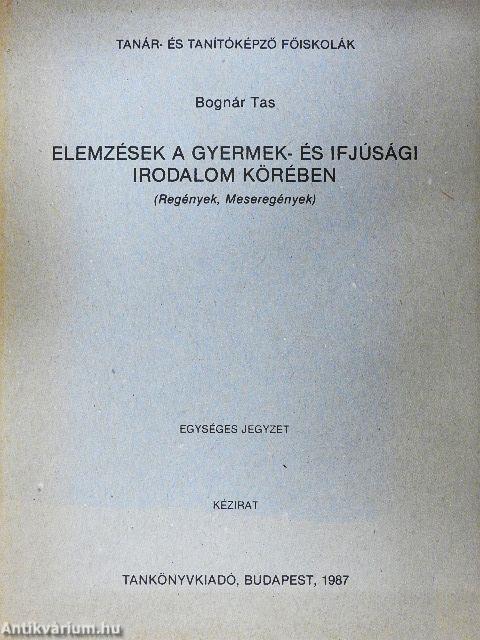 TANÁR- ÉS TANÍTÓKÉPZŐ FŐISKOLÁK
Bognár Tas
ELEMZÉSEK A GYERMEK- ÉS IFJÚSÁGI
IRODALOM KÖRÉBEN
(Regények, Meseregények)
EGYSÉGES JEGYZET
KÉZIRAT
TANKÖNYVKIADÓ, BUDAPEST, 1987
Antikvárium.hu